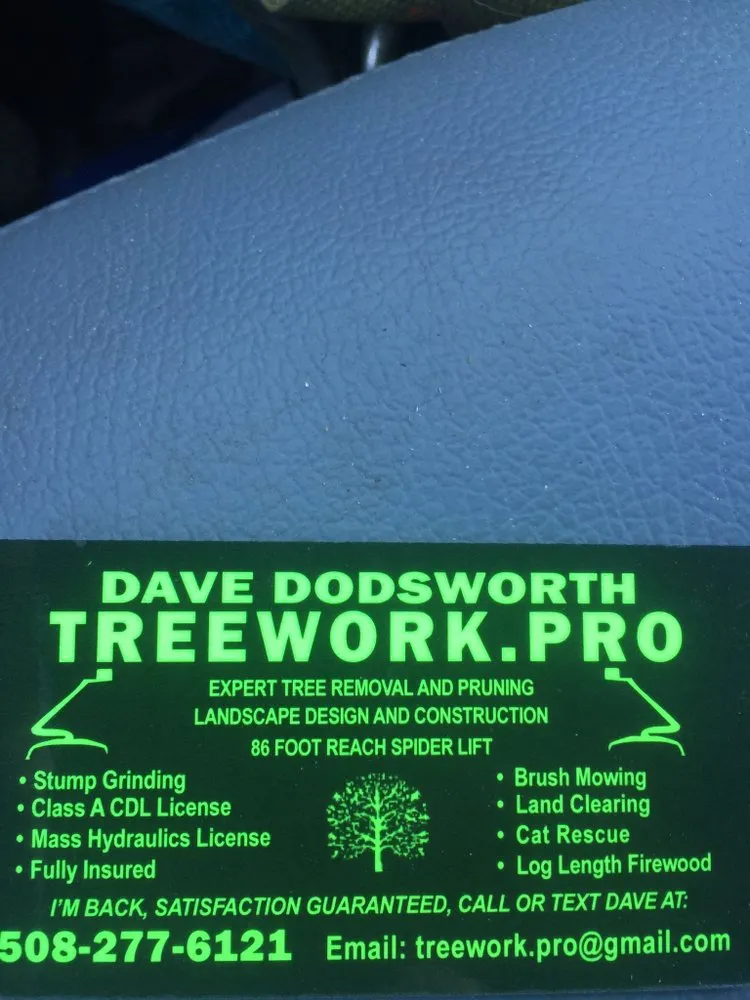 DAVE DODSWORTH
TREEWORK.PRO
EXPERT TREE REMOVAL AND PRUNING
LANDSCAPE DESIGN AND CONSTRUCTION
86 FOOT REACH SPIDER LIFT
• Stump Grinding
• Class A CDL License
• Mass Hydraulics License
• Fully Insured
• Brush Mowing
• Land Clearing
• Cat Rescue
• Log Length Firewood
I'M BACK, SATISFACTION GUARANTEED, CALL OR TEXT DAVE AT:
508-277-6121 Email: treework.pro@gmail.com